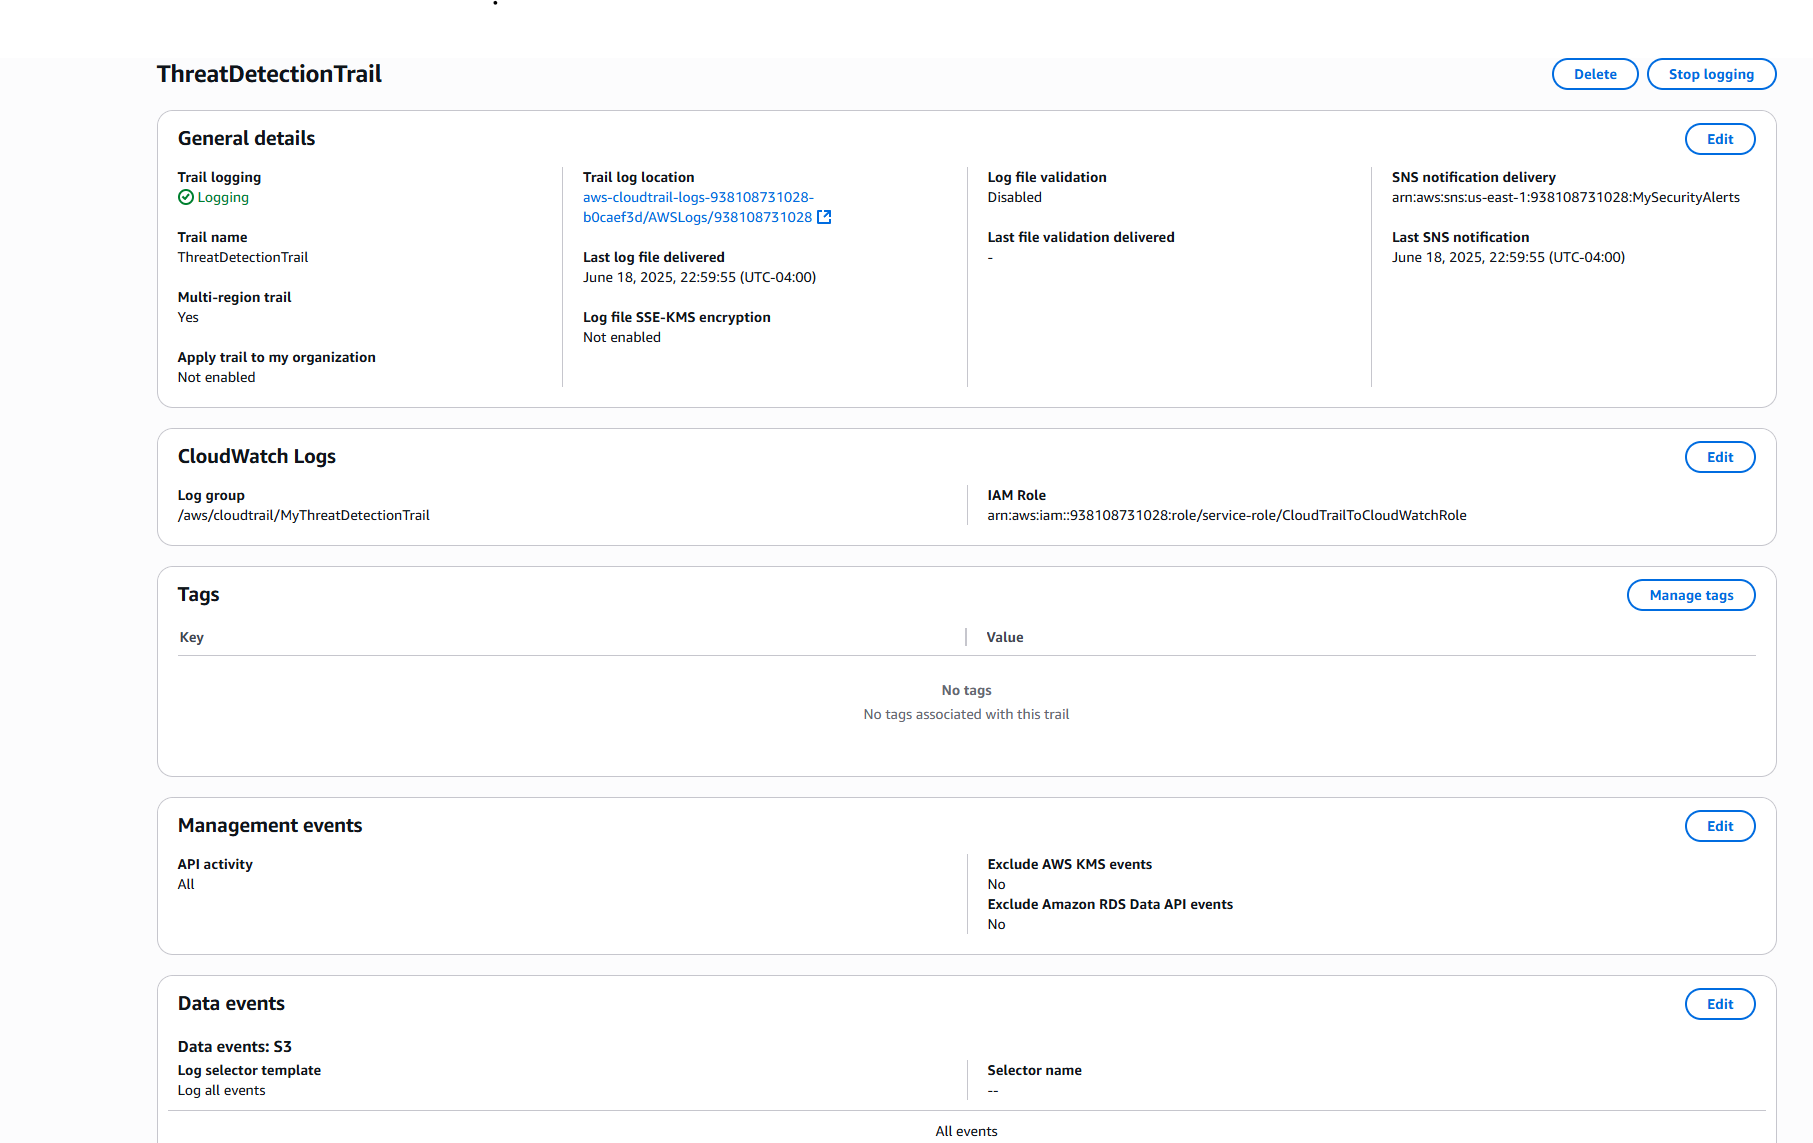 ThreatDetectionTrail
Delete
Stop logging
General details
Edit
Trail logging
Logging
Trail name
ThreatDetectionTrail
Multi-region trail
Yes
Apply trail to my organization
Not enabled
Trail log location
aws-cloudtrail-logs-938108731028-
b0caef3d/AWSLogs/938108731028
Last log file delivered
June 18, 2025, 22:59:55 (UTC-04:00)
Log file SSE-KMS encryption
Not enabled
Log file validation
Disabled
Last file validation delivered
-
SNS notification delivery
arn:aws:sns:us-east-1:938108731028:MySecurityAlerts
Last SNS notification
June 18, 2025, 22:59:55 (UTC-04:00)
CloudWatch Logs
Edit
Log group
/aws/cloudtrail/MyThreatDetectionTrail
IAM Role
arn:aws:iam::938108731028:role/service-role/CloudTrailToCloudWatchRole
Tags
Manage tags
Key
Value
No tags
No tags associated with this trail
Management events
Edit
API activity
All
Exclude AWS KMS events
No
Exclude Amazon RDS Data API events
No
Data events
Edit
Data events: S3
Log selector template
Log all events
Selector name
--
All events